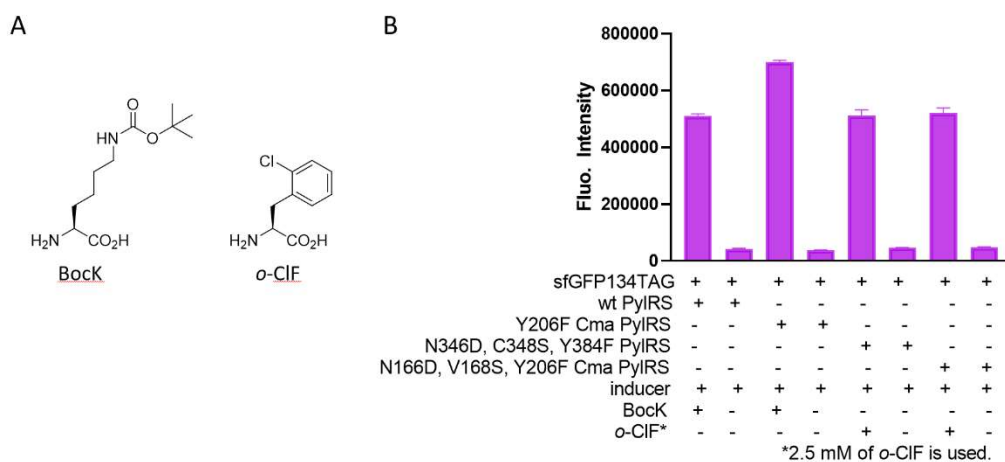 A
O
Cl
HN
O
H₂N
CO₂H
H₂N
CO₂H
BocK
o-ClF
B
800000
600000
400000
200000
0
Fluo. Intensity
sfGFP134TAG + + + + + + + +
wt PylRS + + - - - - - -
Y206F Cma PylRS - - + + - - - -
N346D, C348S, Y384F PylRS - - - - + + - -
N166D, V168S, Y206F Cma PylRS - - - - - - + +
inducer + + + + + + + +
BocK + - + - - - - -
o-ClF* - - - - + - + -
*2.5 mM of o-ClF is used.